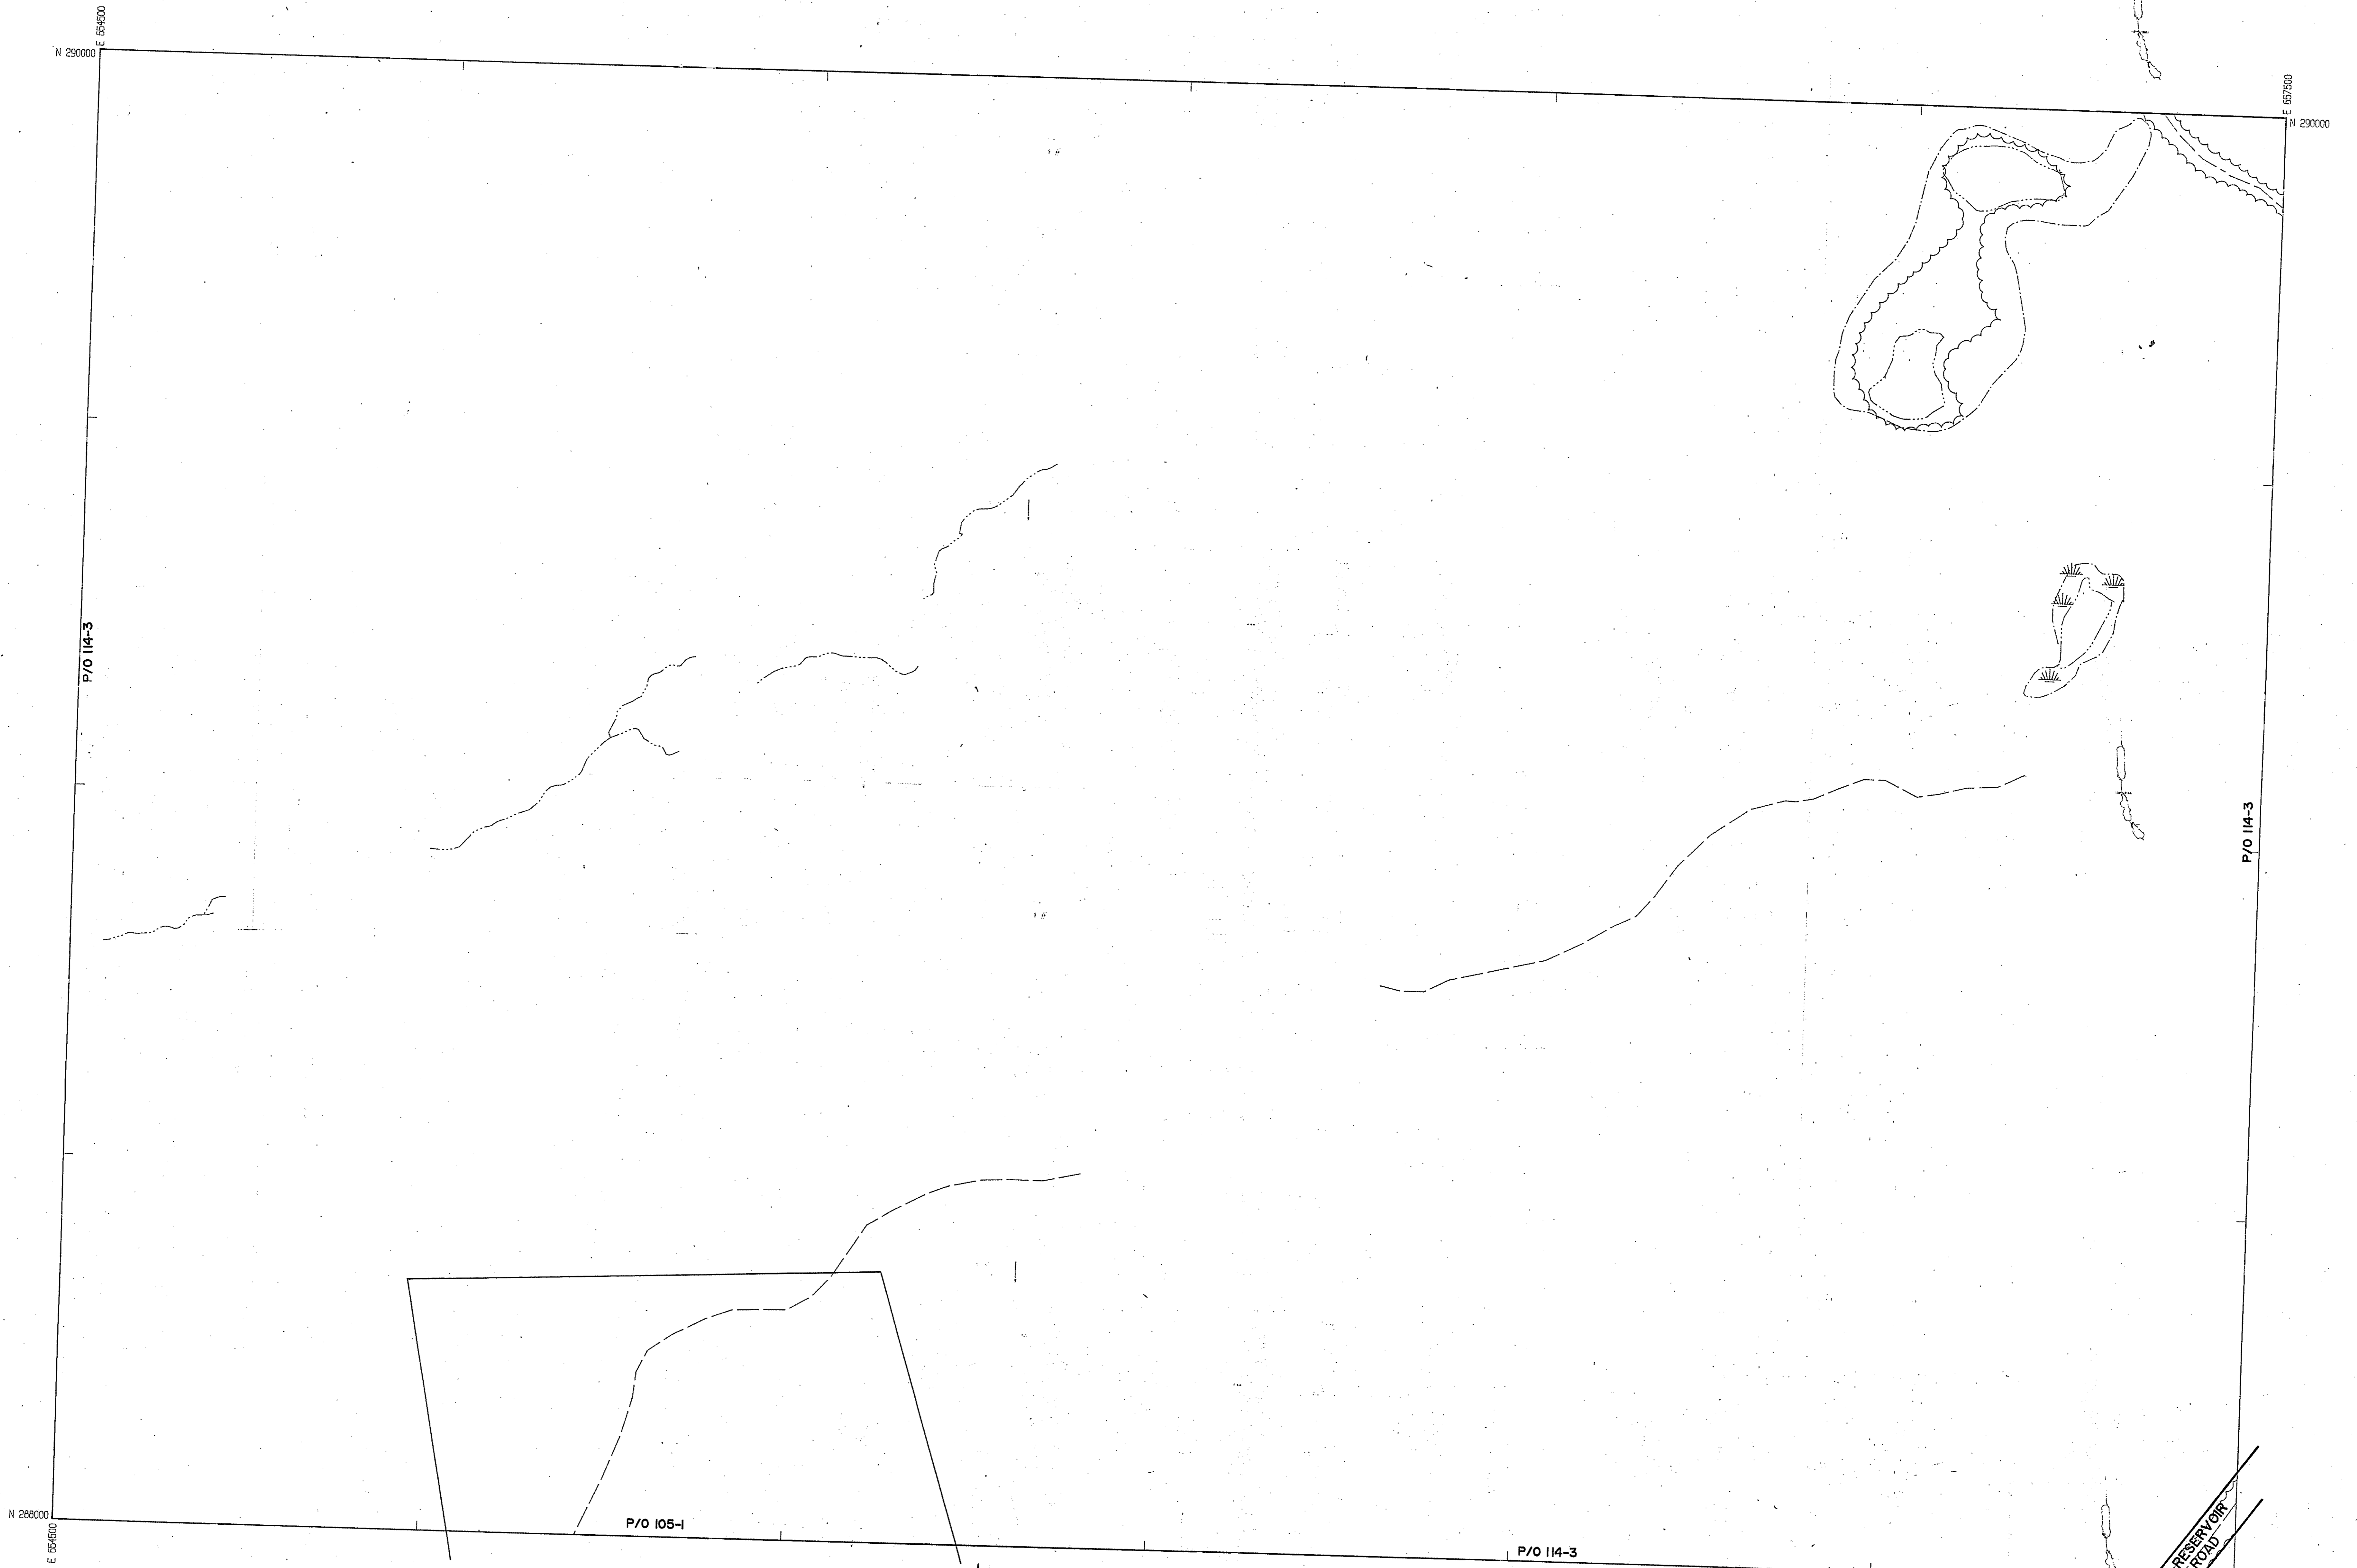 E 654500
N 290000
E 657500
N 290000
P/O 114-3
P/O 114-3
N 288000
E 654500
P/O 105-1
P/O 114-3
RESERVOIR
ROAD